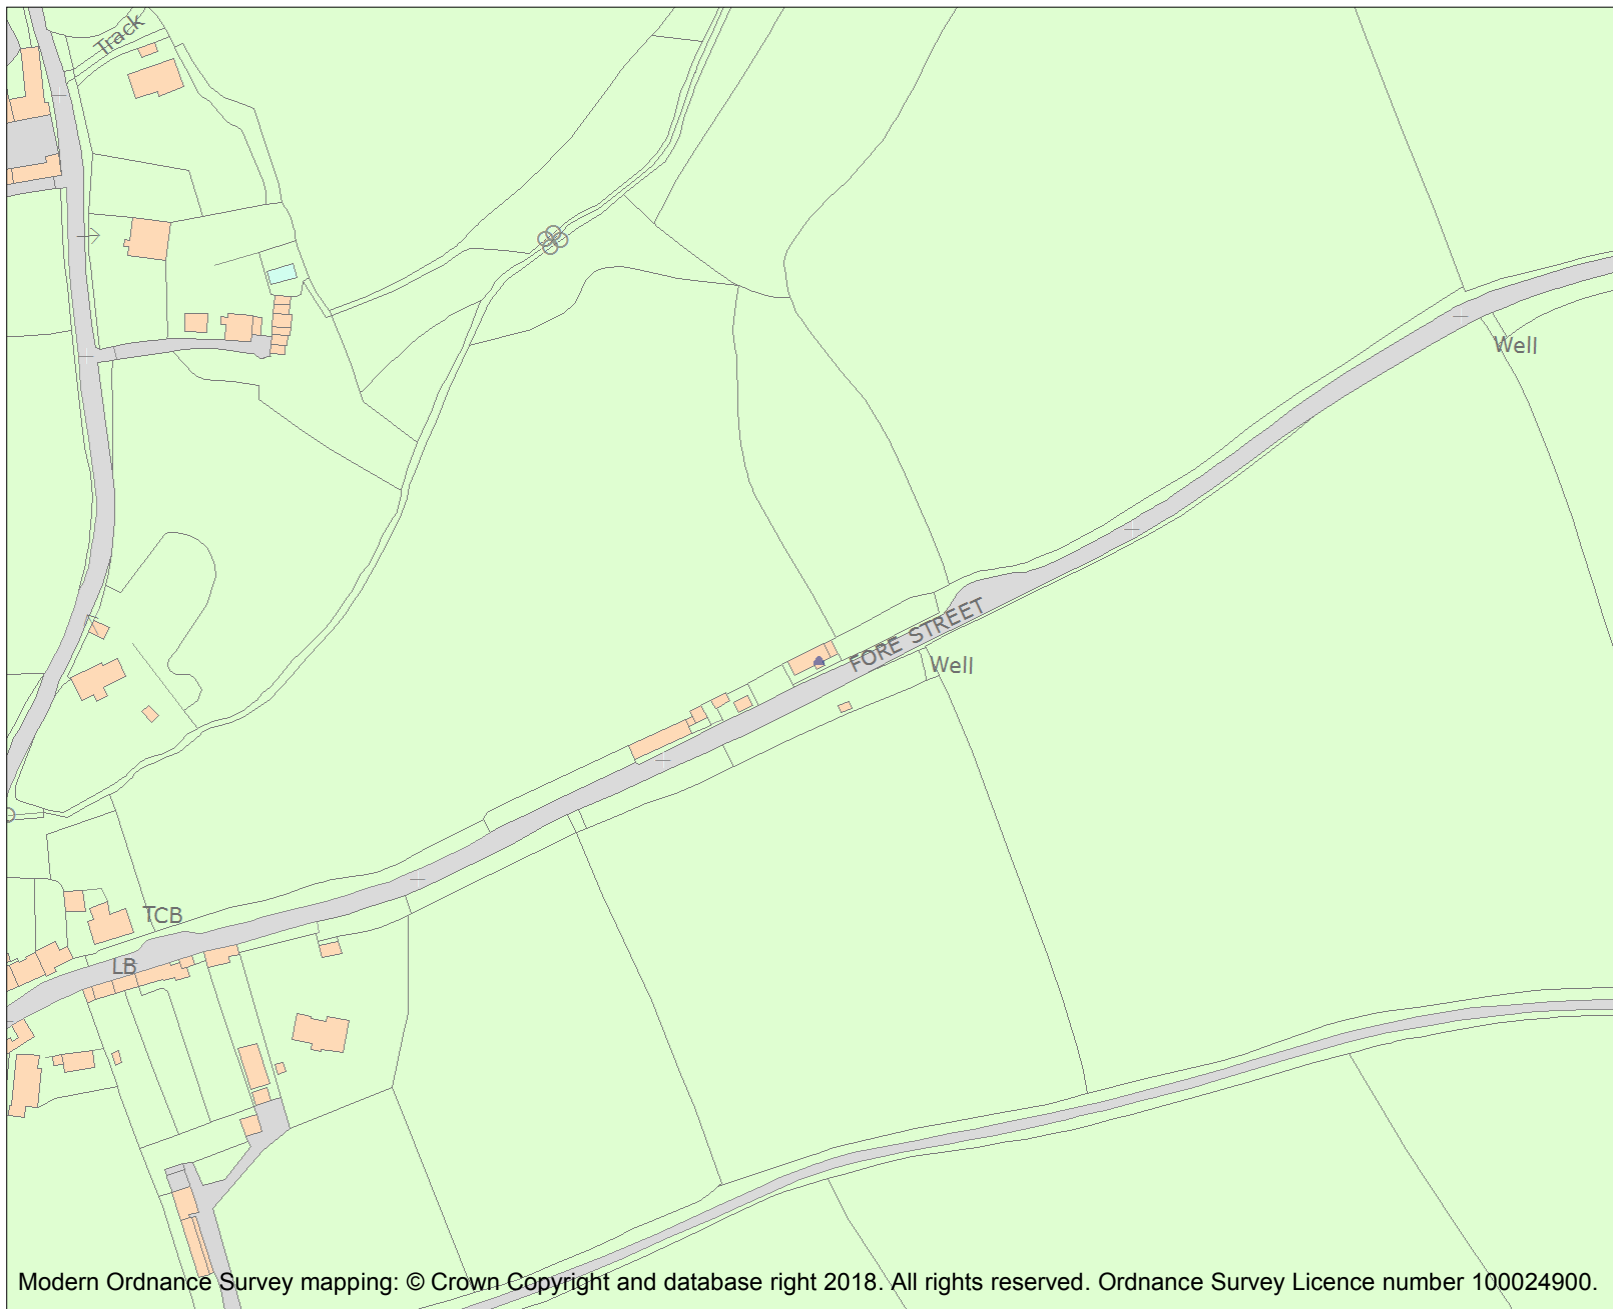 Track
Well
FORE STREET
Well
TCB
LB
Modern Ordnance Survey mapping: © Crown Copyright and database right 2018. All rights reserved. Ordnance Survey Licence number 100024900.